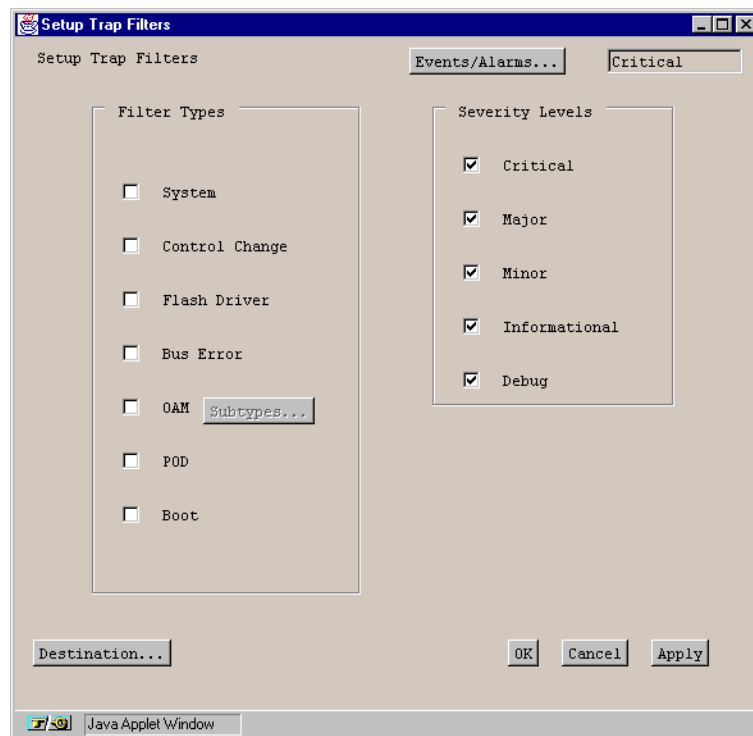 Setup Trap Filters
Setup Trap Filters
Events/Alarms...
Critical
Filter Types
System
Control Change
Flash Driver
Bus Error
OAM Subtypes...
POD
Boot
Severity Levels
Critical
Major
Minor
Informational
Debug
Destination...
OK Cancel Apply
Java Applet Window